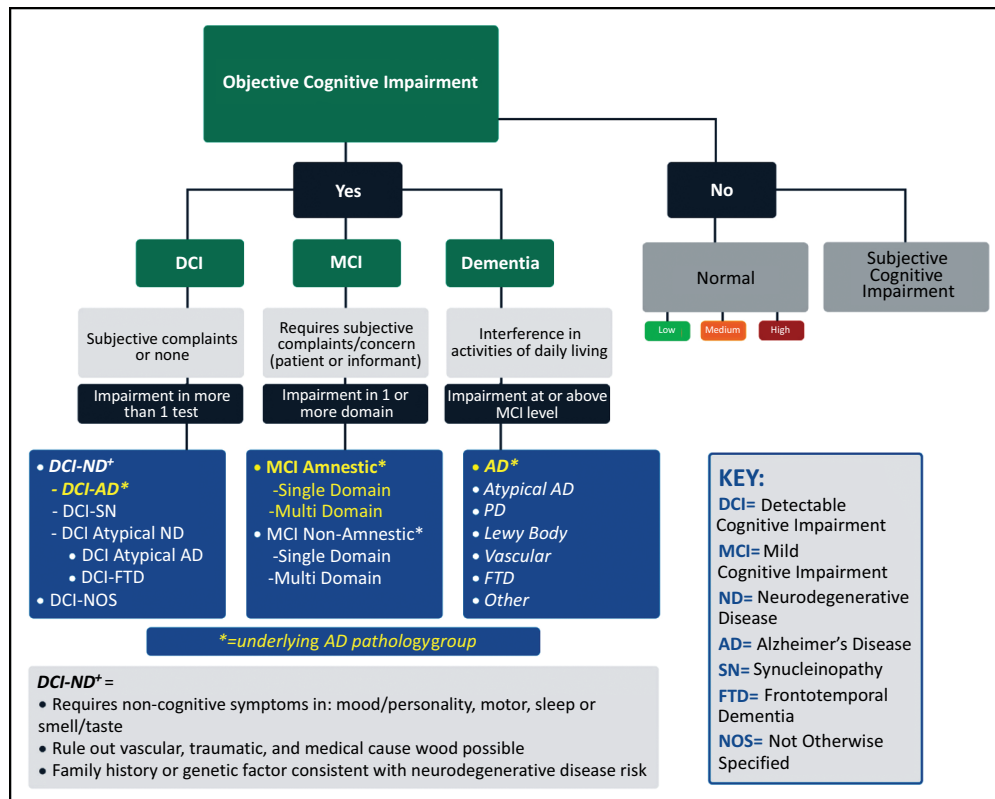 Objective Cognitive Impairment
Yes
No
DCI
MCI
Dementia
Normal
Subjective
Cognitive
Impairment
Low
Medium
High
Subjective complaints
or none
Requires subjective
complaints/concern
(patient or informant)
Interference in
activities of daily living
Impairment in more
than 1 test
Impairment in 1 or
more domain
Impairment at or above
MCI level
• DCI-ND⁺
- DCI-AD*
- DCI-SN
- DCI Atypical ND
• DCI Atypical AD
• DCI-FTD
• DCI-NOS
• MCI Amnestic*
-Single Domain
-Multi Domain
• MCI Non-Amnestic*
-Single Domain
-Multi Domain
• AD*
• Atypical AD
• PD
• Lewy Body
• Vascular
• FTD
• Other
*=underlying AD pathologygroup
DCI-ND⁺ =
• Requires non-cognitive symptoms in: mood/personality, motor, sleep or
smell/taste
• Rule out vascular, traumatic, and medical cause wood possible
• Family history or genetic factor consistent with neurodegenerative disease risk
KEY:
DCI= Detectable
Cognitive Impairment
MCI= Mild
Cognitive Impairment
ND= Neurodegenerative
Disease
AD= Alzheimer's Disease
SN= Synucleinopathy
FTD= Frontotemporal
Dementia
NOS= Not Otherwise
Specified